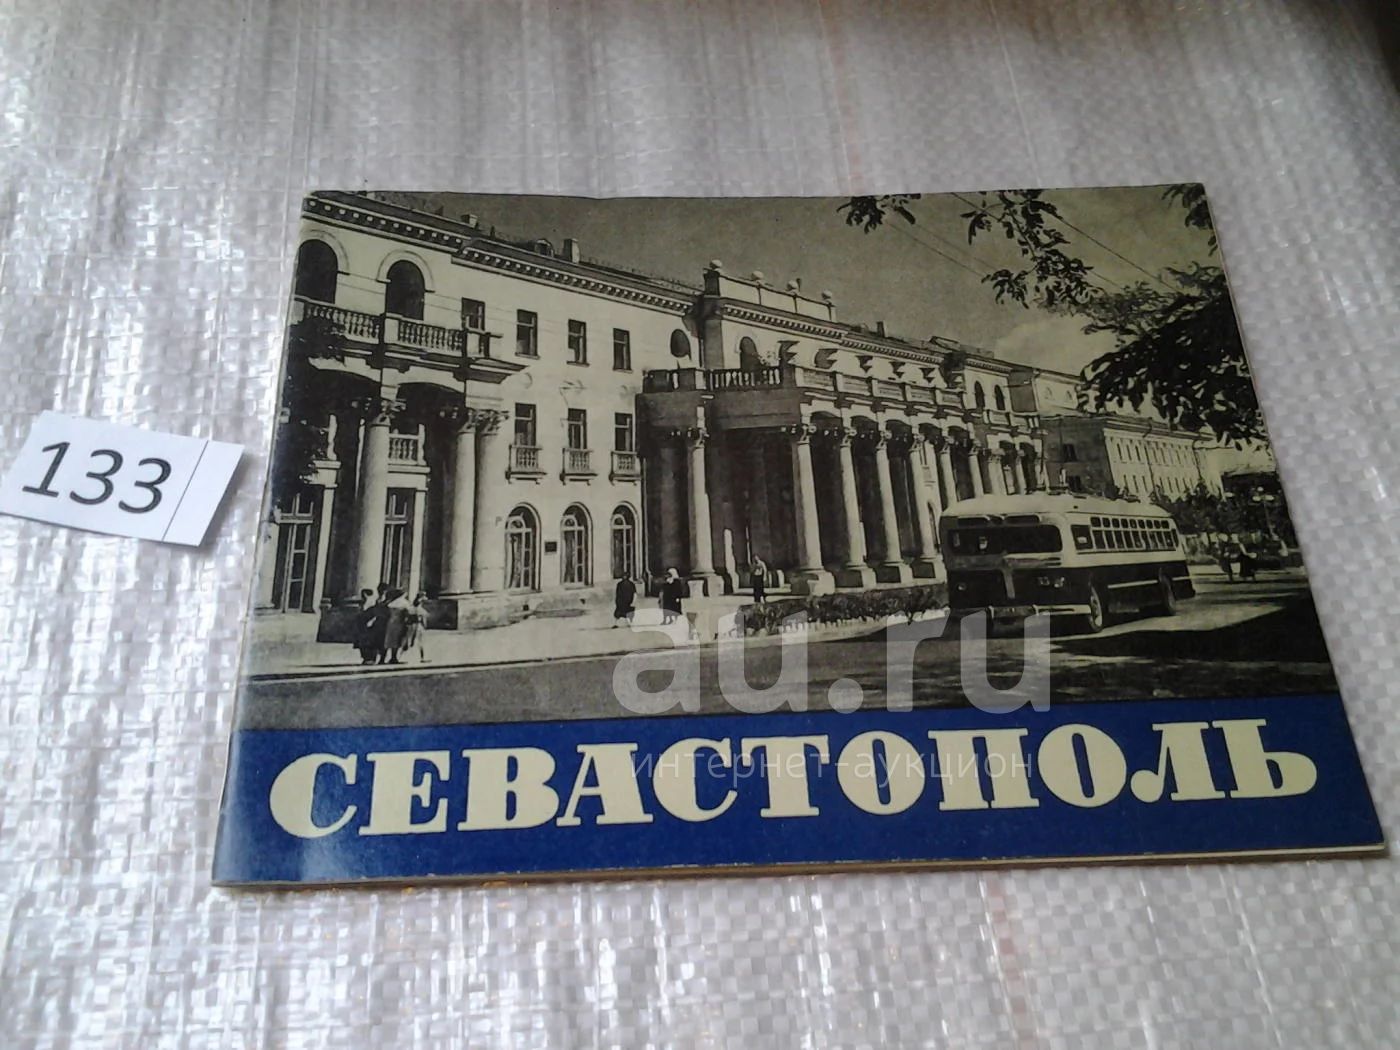 133
au.ru
интернет-аукцион
СЕВАСТОПОЛЬ